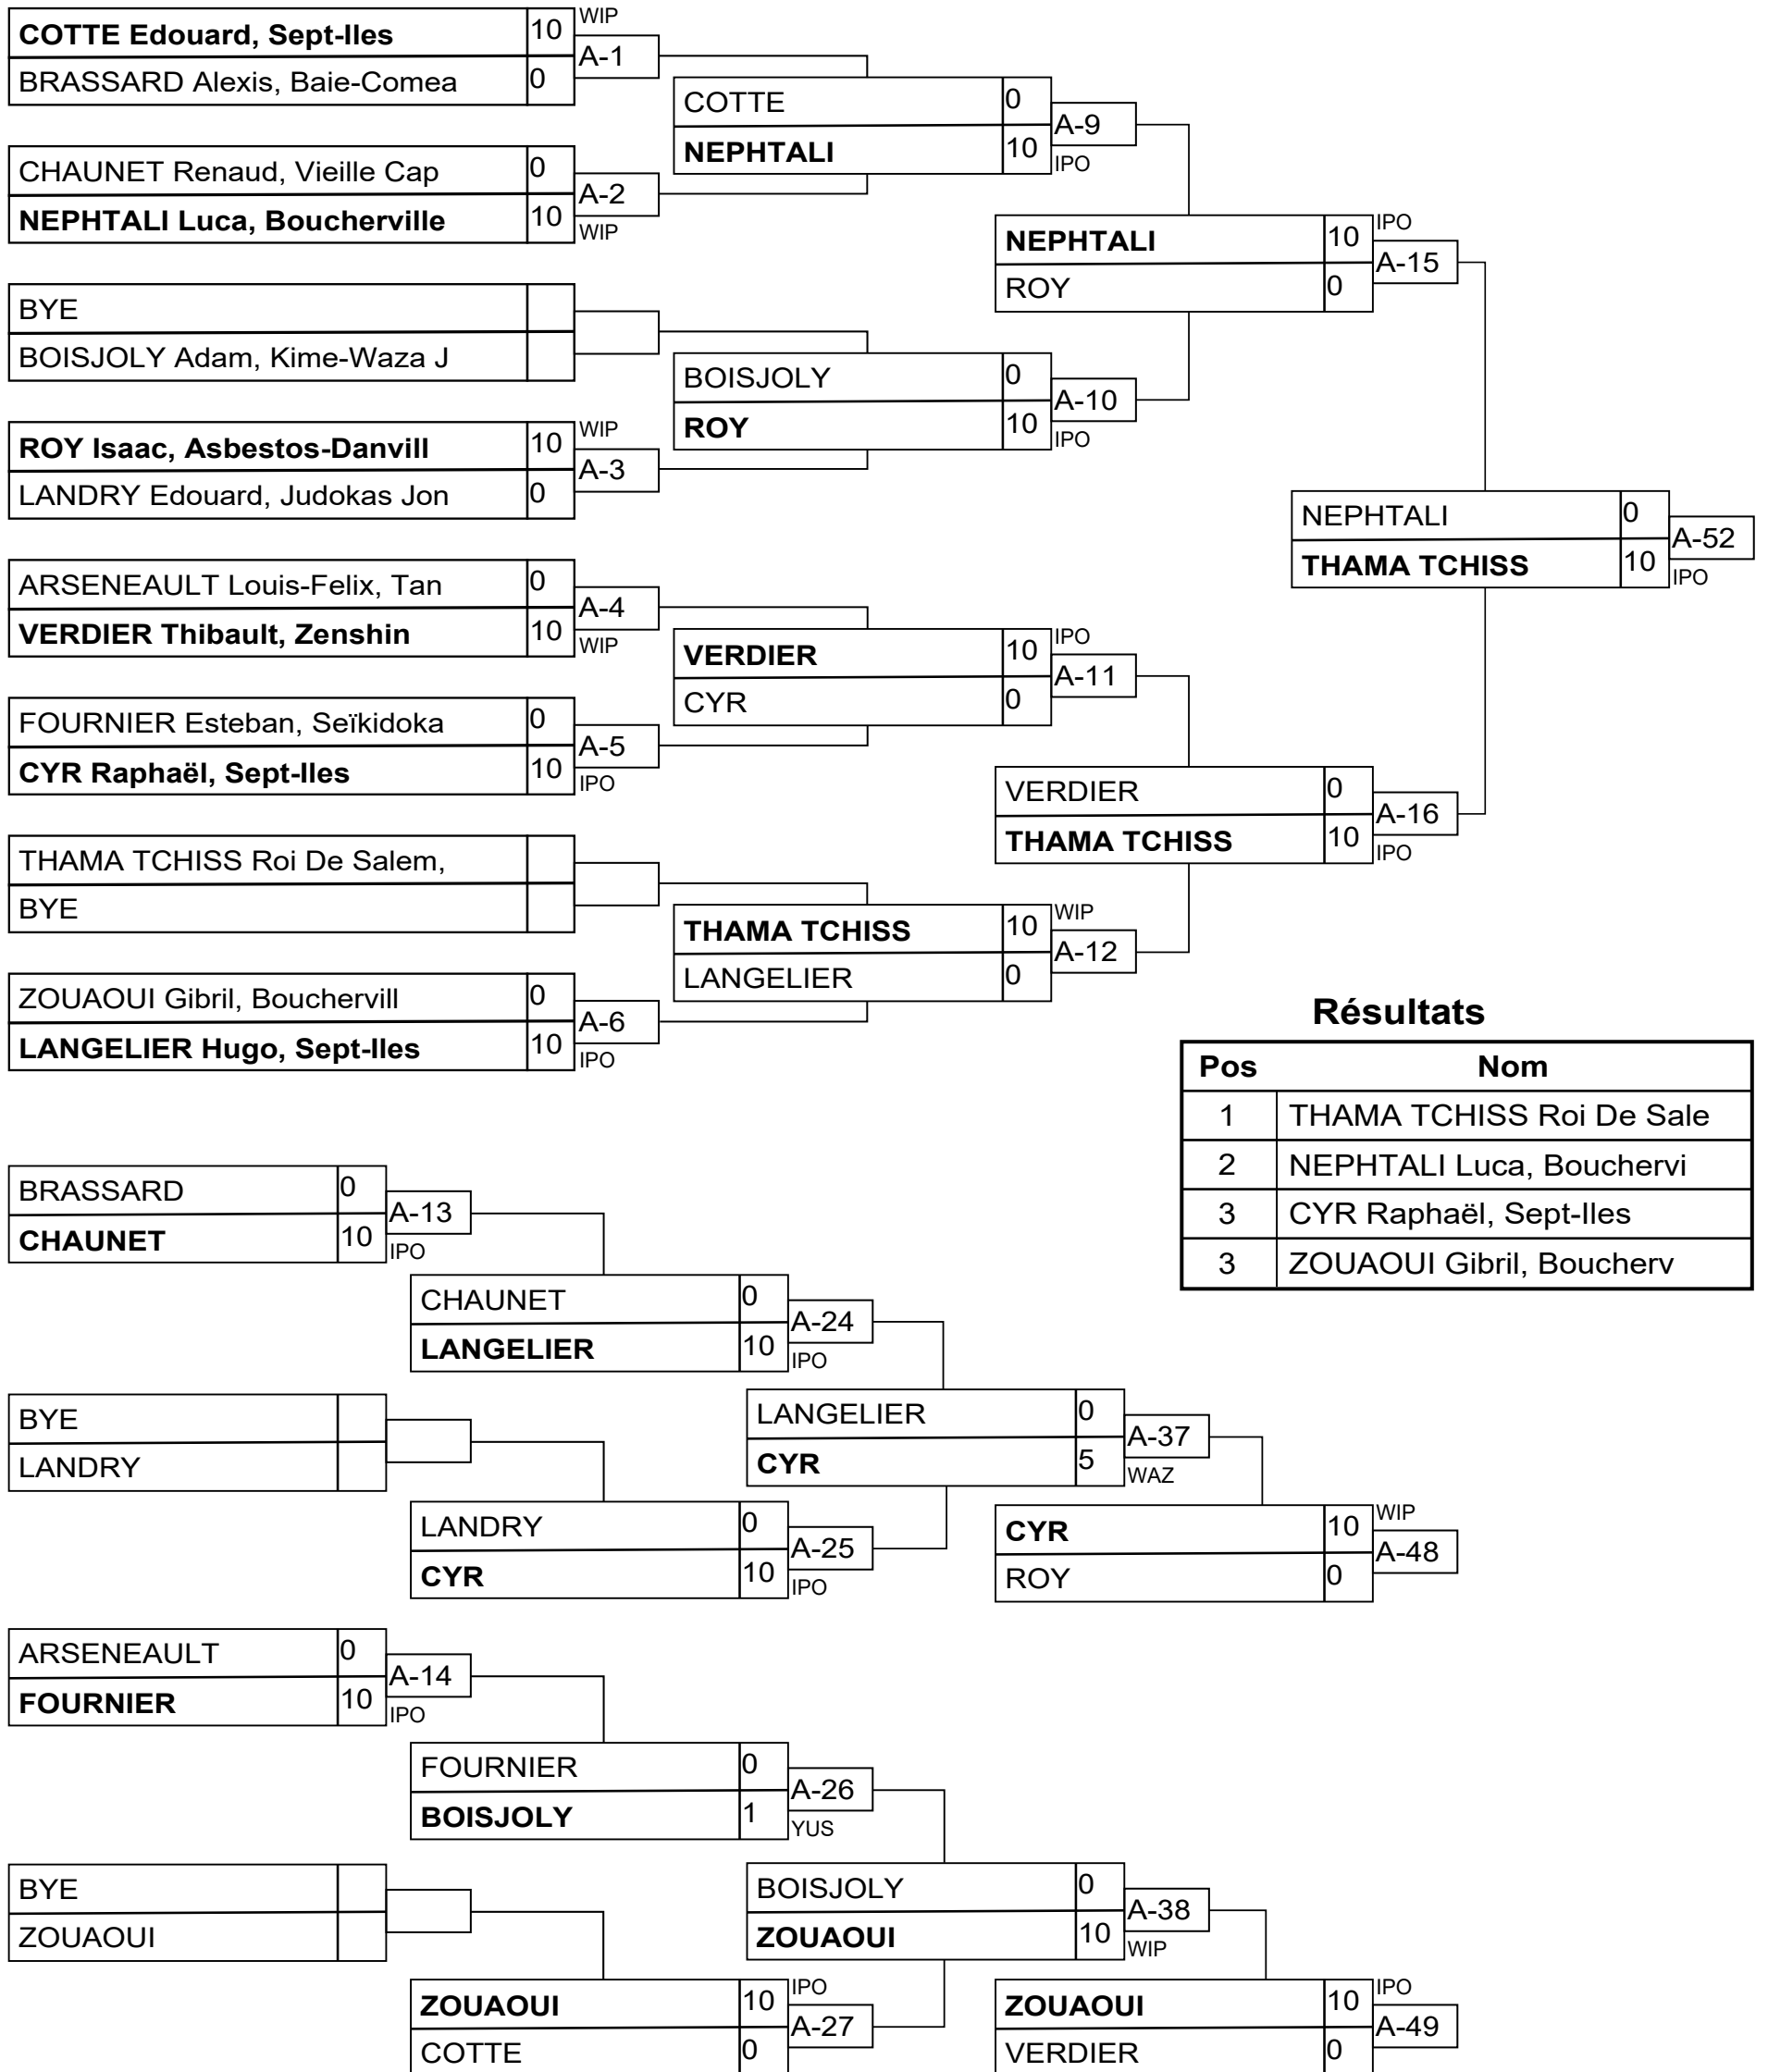 COTTE Edouard, Sept-Iles 10 WIP
A-1
BRASSARD Alexis, Baie-Comea 0
COTTE 0
A-9
NEPHTALI 10 IPO
CHAUNET Renaud, Vieille Cap 0
A-2
NEPHTALI Luca, Boucherville 10 WIP
NEPHTALI 10 IPO
A-15
ROY 0
BYE
BOISJOLY Adam, Kime-Waza J
BOISJOLY 0
A-10
ROY 10 IPO
ROY Isaac, Asbestos-Danvill 10 WIP
A-3
LANDRY Edouard, Judokas Jon 0
NEPHTALI 0
A-52
THAMA TCHISS 10 IPO
ARSENEAULT Louis-Felix, Tan 0
A-4
VERDIER Thibault, Zenshin 10 WIP
VERDIER 10 IPO
A-11
CYR 0
FOURNIER Esteban, Seïkidoka 0
A-5
CYR Raphaël, Sept-Iles 10 IPO
VERDIER 0
A-16
THAMA TCHISS 10 IPO
THAMA TCHISS Roi De Salem,
BYE
THAMA TCHISS 10 WIP
A-12
LANGELIER 0
ZOUAOUI Gibril, Bouchervill 0
A-6
LANGELIER Hugo, Sept-Iles 10 IPO
Résultats
Pos Nom
1 THAMA TCHISS Roi De Sale
2 NEPHTALI Luca, Bouchervi
3 CYR Raphaël, Sept-Iles
3 ZOUAOUI Gibril, Boucherv
BRASSARD 0
A-13
CHAUNET 10 IPO
CHAUNET 0
A-24
LANGELIER 10 IPO
BYE
LANDRY
LANGELIER 0
A-37
CYR 5 WAZ
LANDRY 0
A-25
CYR 10 IPO
CYR 10 WIP
A-48
ROY 0
ARSENEAULT 0
A-14
FOURNIER 10 IPO
FOURNIER 0
A-26
BOISJOLY 1 YUS
BYE
ZOUAOUI
BOISJOLY 0
A-38
ZOUAOUI 10 WIP
ZOUAOUI 10 IPO
A-27
COTTE 0
ZOUAOUI 10 IPO
A-49
VERDIER 0